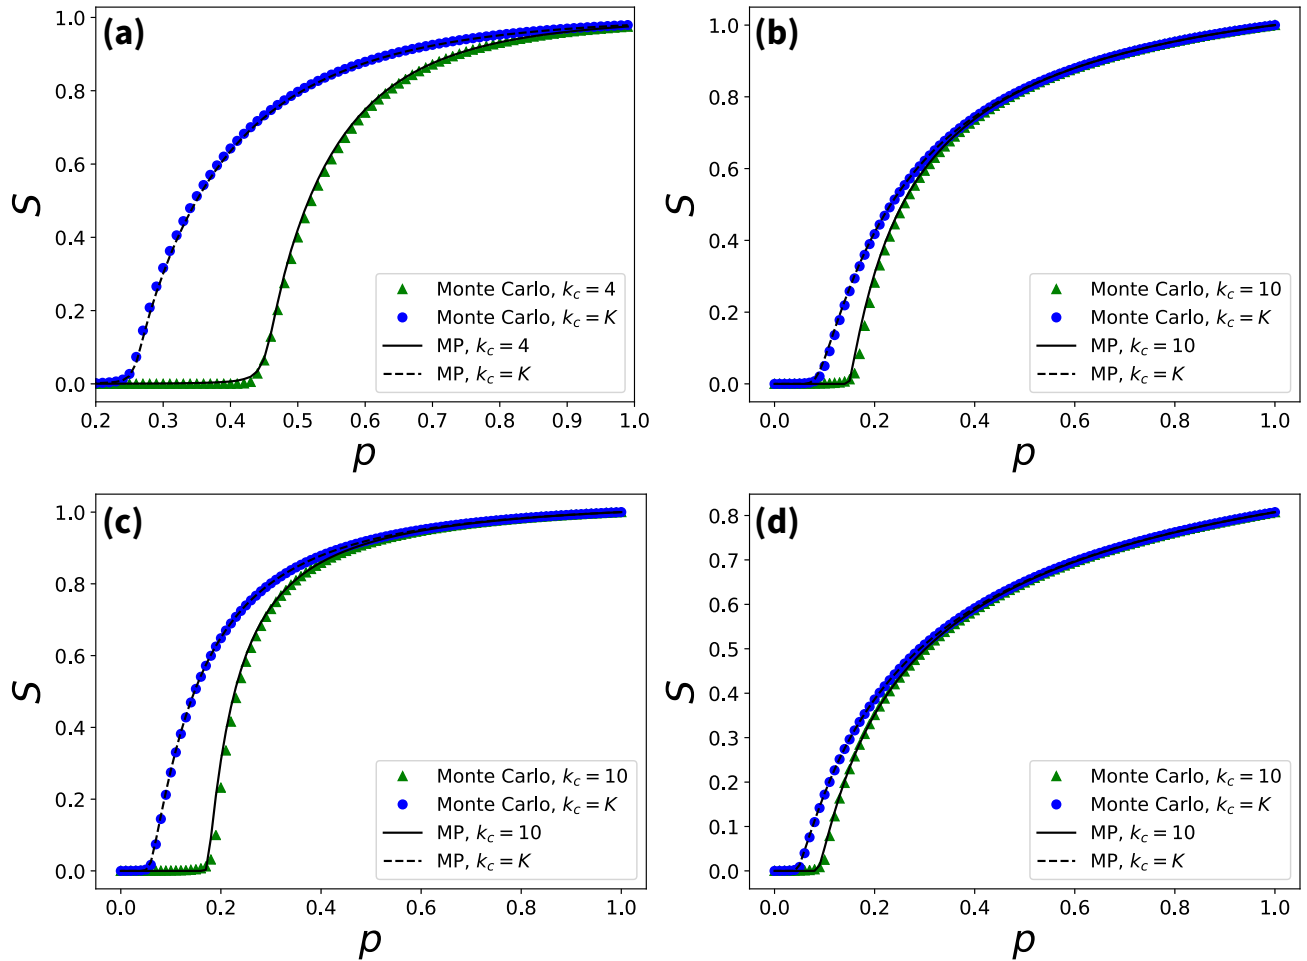 (a)
1.0
0.8
0.6
0.4
0.2
0.0
S
Monte Carlo, k_c = 4
Monte Carlo, k_c = K
MP, k_c = 4
MP, k_c = K
0.2 0.3 0.4 0.5 0.6 0.7 0.8 0.9 1.0
p
(b)
1.0
0.8
0.6
0.4
0.2
0.0
S
Monte Carlo, k_c = 10
Monte Carlo, k_c = K
MP, k_c = 10
MP, k_c = K
0.0 0.2 0.4 0.6 0.8 1.0
p
(c)
1.0
0.8
0.6
0.4
0.2
0.0
S
Monte Carlo, k_c = 10
Monte Carlo, k_c = K
MP, k_c = 10
MP, k_c = K
0.0 0.2 0.4 0.6 0.8 1.0
p
(d)
0.8
0.7
0.6
0.5
0.4
0.3
0.2
0.1
0.0
S
Monte Carlo, k_c = 10
Monte Carlo, k_c = K
MP, k_c = 10
MP, k_c = K
0.0 0.2 0.4 0.6 0.8 1.0
p